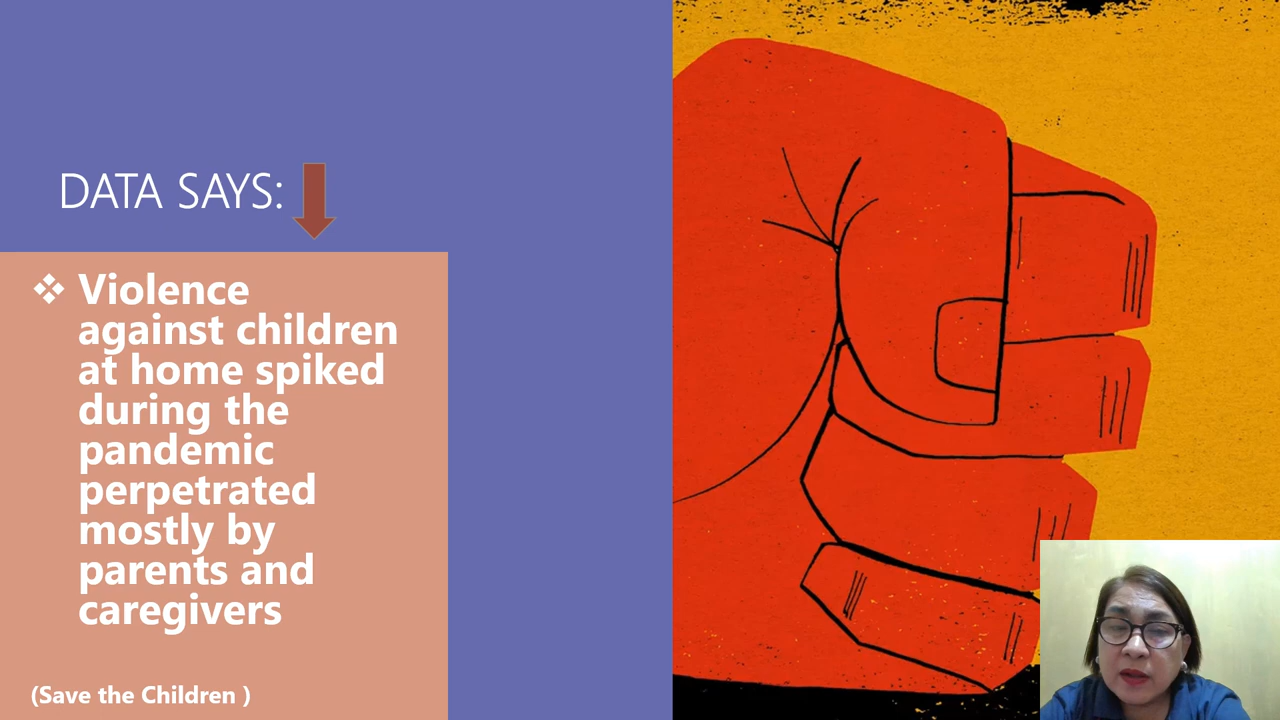 DATA SAYS:
❖ Violence
against children
at home spiked
during the
pandemic
perpetrated
mostly by
parents and
caregivers
(Save the Children )